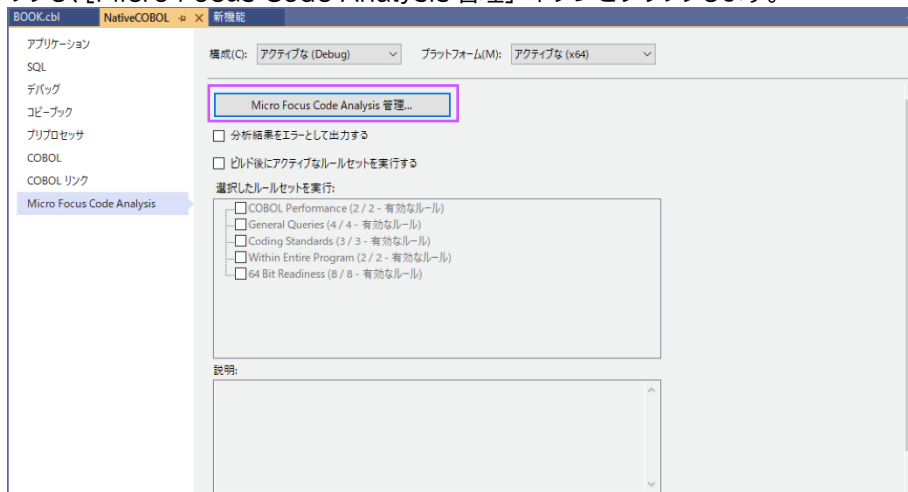 BOOK.cbl NativeCOBOL 新機能
アプリケーション
SQL
デバッグ
コピーブック
プリプロセッサ
COBOL
COBOL リンク
Micro Focus Code Analysis
構成(C): アクティブな (Debug) プラットフォーム(M): アクティブな (x64)
Micro Focus Code Analysis 管理...
分析結果をエラーとして出力する
ビルド後にアクティブなルールセットを実行する
選択したルールセットを実行:
COBOL Performance (2 / 2 - 有効なルール)
General Queries (4 / 4 - 有効なルール)
Coding Standards (3 / 3 - 有効なルール)
Within Entire Program (2 / 2 - 有効なルール)
64 Bit Readiness (8 / 8 - 有効なルール)
説明: